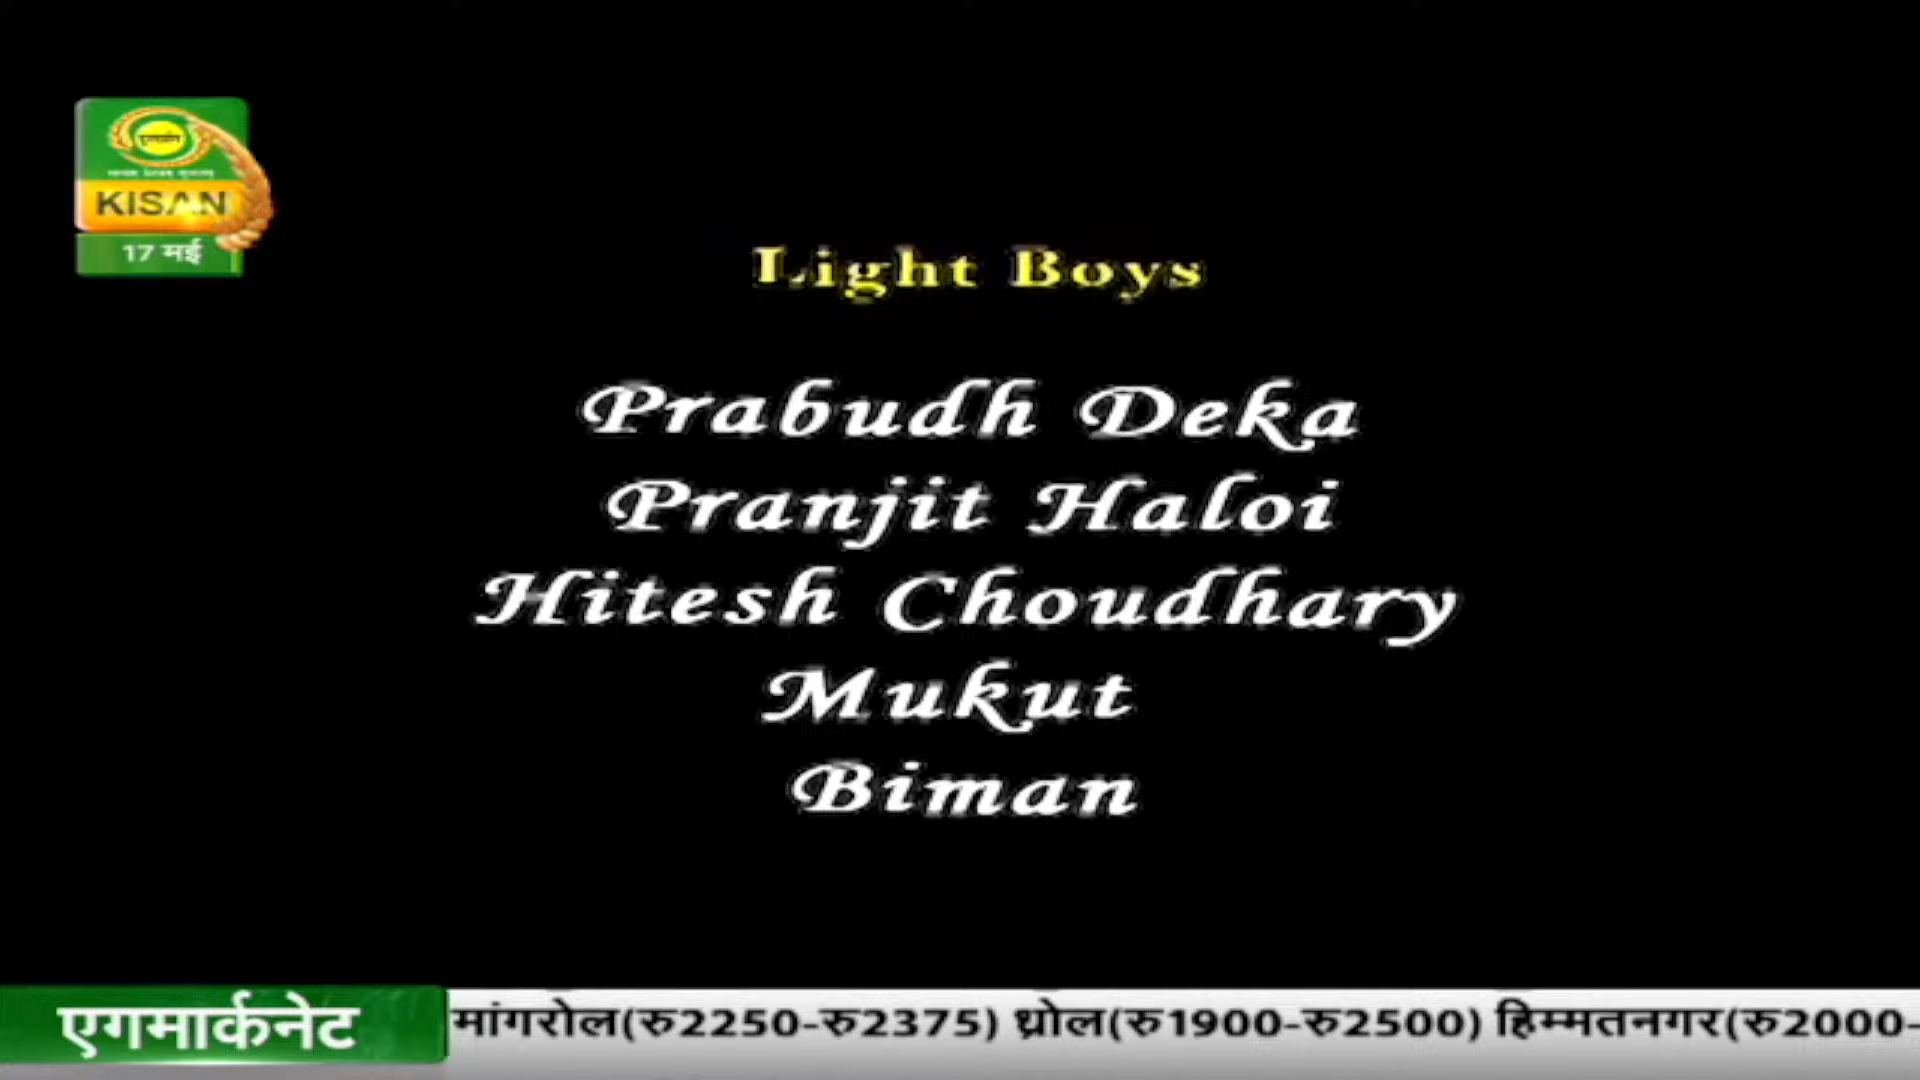 KISAN
17 मई
Light Boys
Prabudh Deka
Pranjit Haloi
Hitesh Choudhary
Mukut
Biman
एगमार्कनेट
मांगरोल(रु2250-रु2375) ध्रोल(रु1900-रु2500) हिम्मतनगर(रु2000-